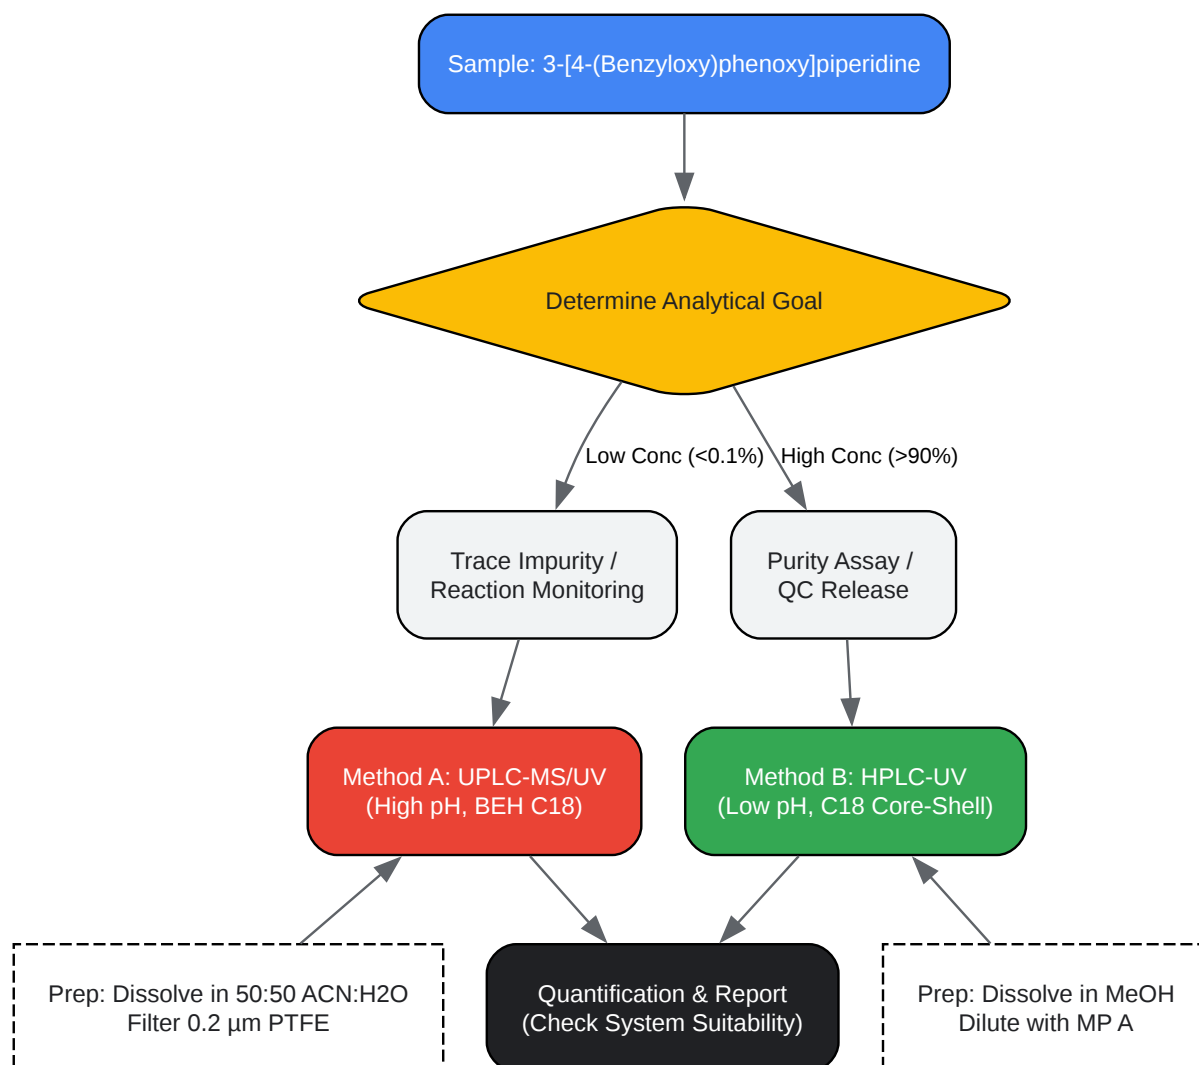 Sample: 3-[4-(Benzyloxy)phenoxy]piperidine
Determine Analytical Goal
Low Conc (<0.1%)
High Conc (>90%)
Trace Impurity /
Reaction Monitoring
Purity Assay /
QC Release
Method A: UPLC-MS/UV
(High pH, BEH C18)
Method B: HPLC-UV
(Low pH, C18 Core-Shell)
Prep: Dissolve in 50:50 ACN:H2O
Filter 0.2 µm PTFE
Quantification & Report
(Check System Suitability)
Prep: Dissolve in MeOH
Dilute with MP A